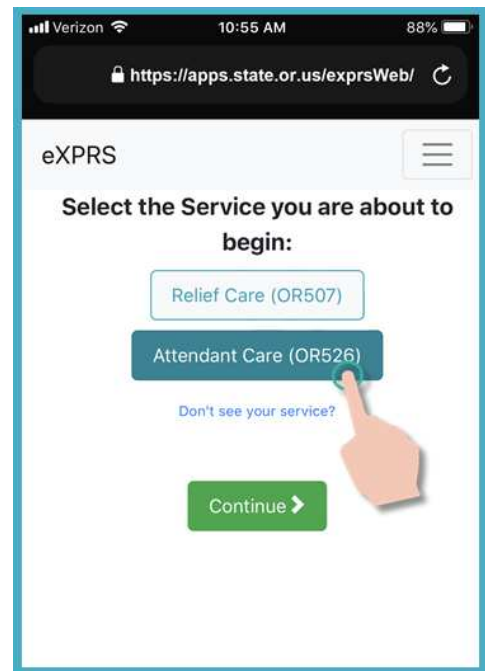 Verizon 10:55 AM 88%
https://apps.state.or.us/exprsWeb/
eXPRS
Select the Service you are about to
begin:
Relief Care (OR507)
Attendant Care (OR526)
Don't see your service?
Continue